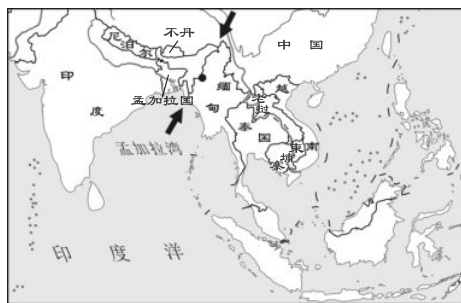 中 国
不丹
尼泊尔
印
度
孟加拉国
缅
甸
老
挝
越
南
泰
国
柬
埔
寨
孟加拉湾
印 度 洋